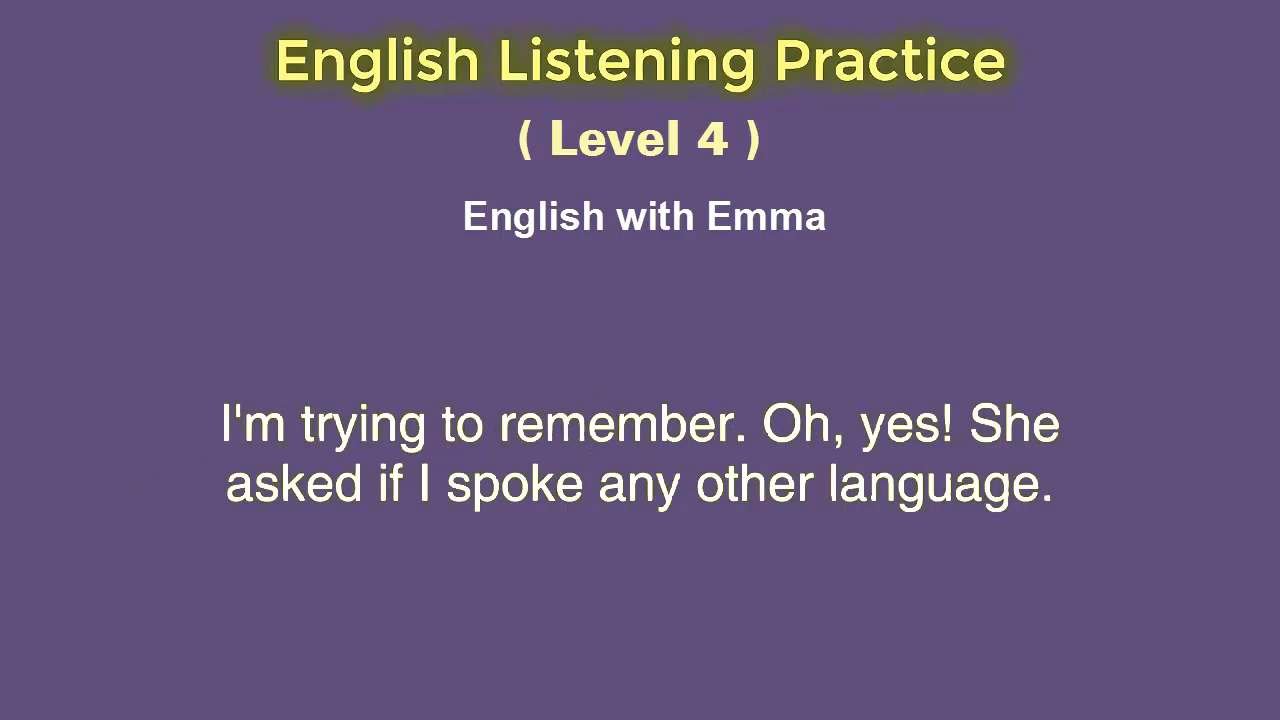 English Listening Practice
( Level 4 )
English with Emma
I'm trying to remember. Oh, yes! She
asked if I spoke any other language.